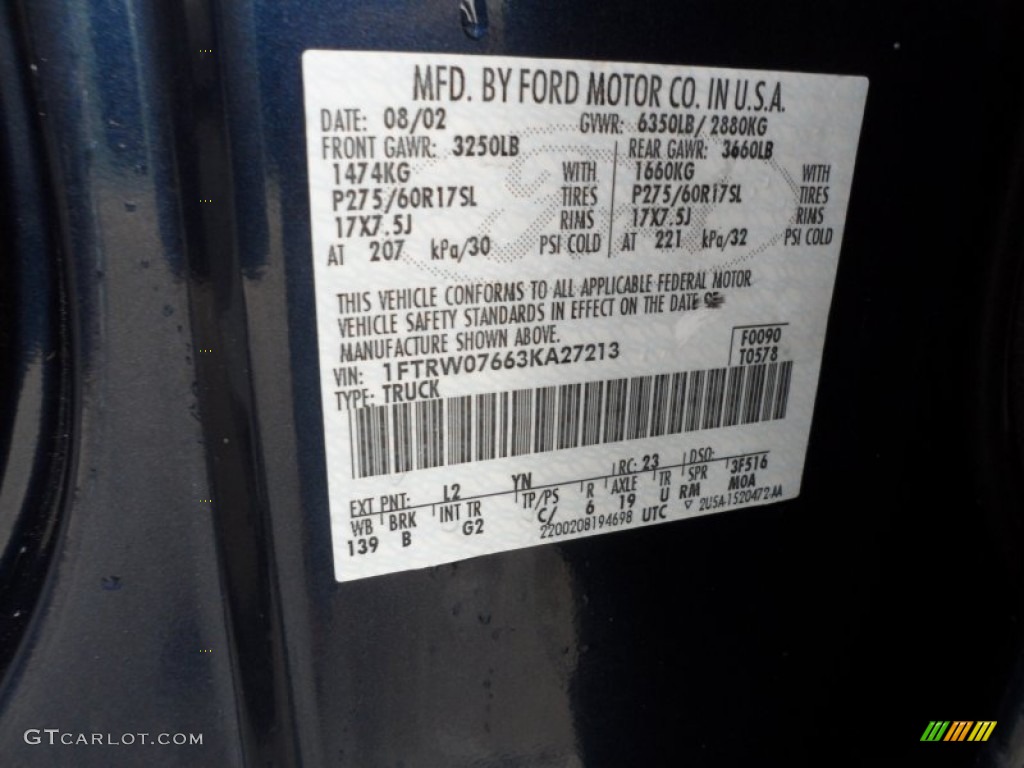 MFD. BY FORD MOTOR CO. IN U.S.A.
DATE: 08/02 GVWR: 6350LB/ 2880KG
FRONT GAWR: 3250LB REAR GAWR: 3660LB
1474KG WITH 1660KG WITH
P275/60R17SL TIRES P275/60R17SL TIRES
17X7.5J RIMS 17X7.5J RIMS
AT 207 kPa/30 PSI COLD AT 221 kPa/32 PSI COLD
THIS VEHICLE CONFORMS TO ALL APPLICABLE FEDERAL MOTOR
VEHICLE SAFETY STANDARDS IN EFFECT ON THE DATE OF
MANUFACTURE SHOWN ABOVE.
F0090
VIN: 1FTRW07663KA27213 T0578
TYPE: TRUCK
EXT PNT: L2 YN RC: 23 DSO:
WB BRK INT TR TP/PS R AXLE TR SPR 3F516
139 B G2 C/ 6 19 U RM M0A
2200208194698 UTC ▽ 2U5A-1520472-AA
GTCARLOT.COM